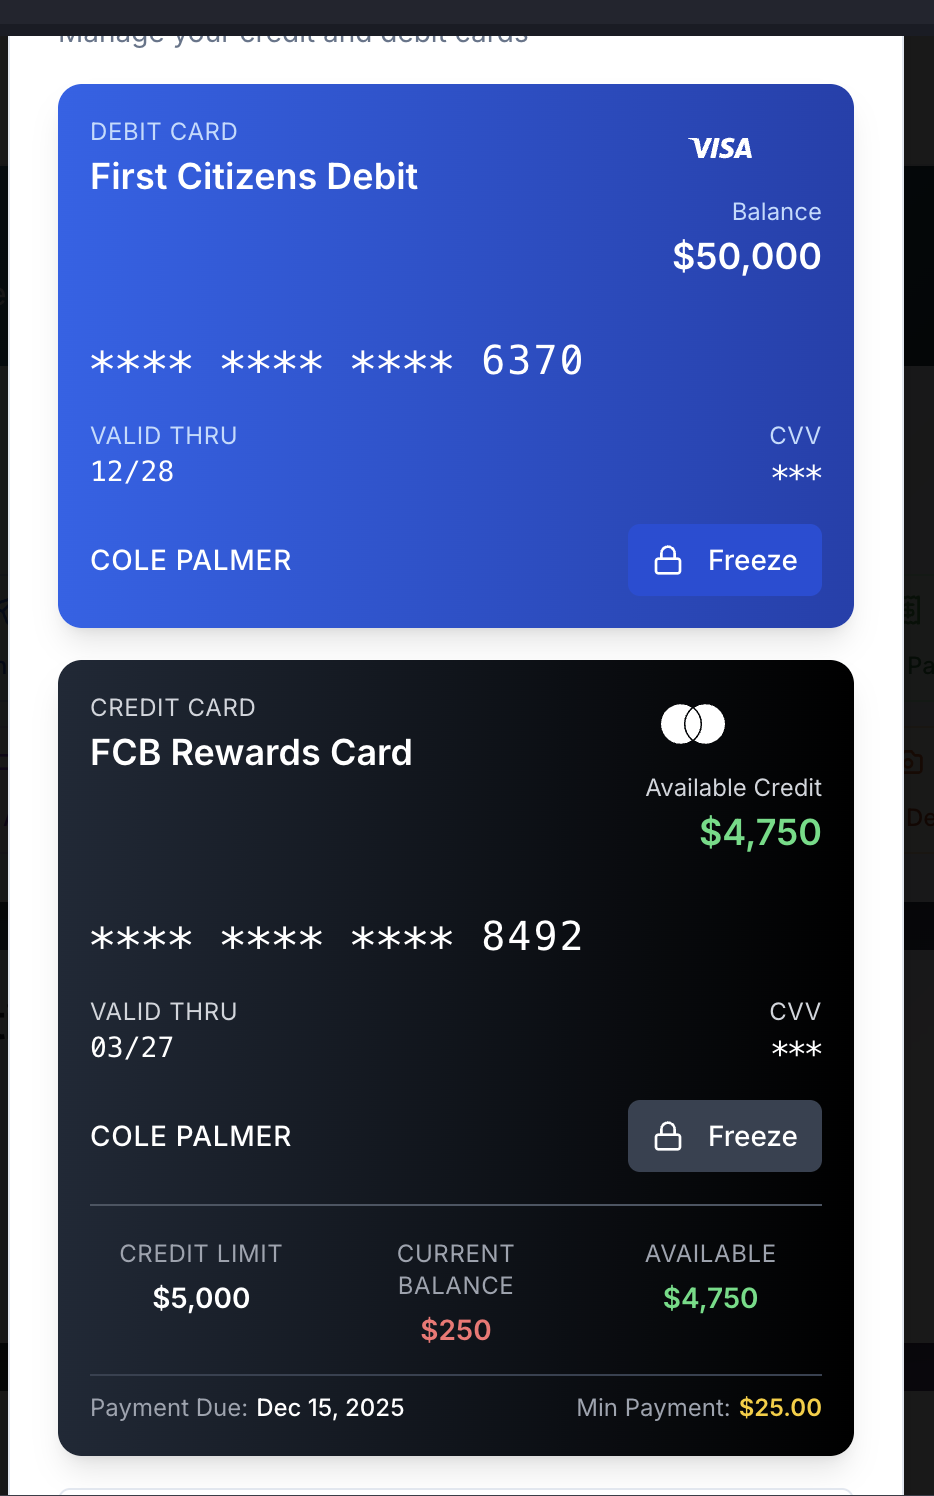 Manage your credit and debit cards
DEBIT CARD
VISA
First Citizens Debit
Balance
$50,000
**** **** **** 6370
VALID THRU
CVV
12/28
***
COLE PALMER
Freeze
CREDIT CARD
FCB Rewards Card
Available Credit
$4,750
**** **** **** 8492
VALID THRU
CVV
03/27
***
COLE PALMER
Freeze
CREDIT LIMIT
$5,000
CURRENT
BALANCE
$250
AVAILABLE
$4,750
Payment Due: Dec 15, 2025
Min Payment: $25.00